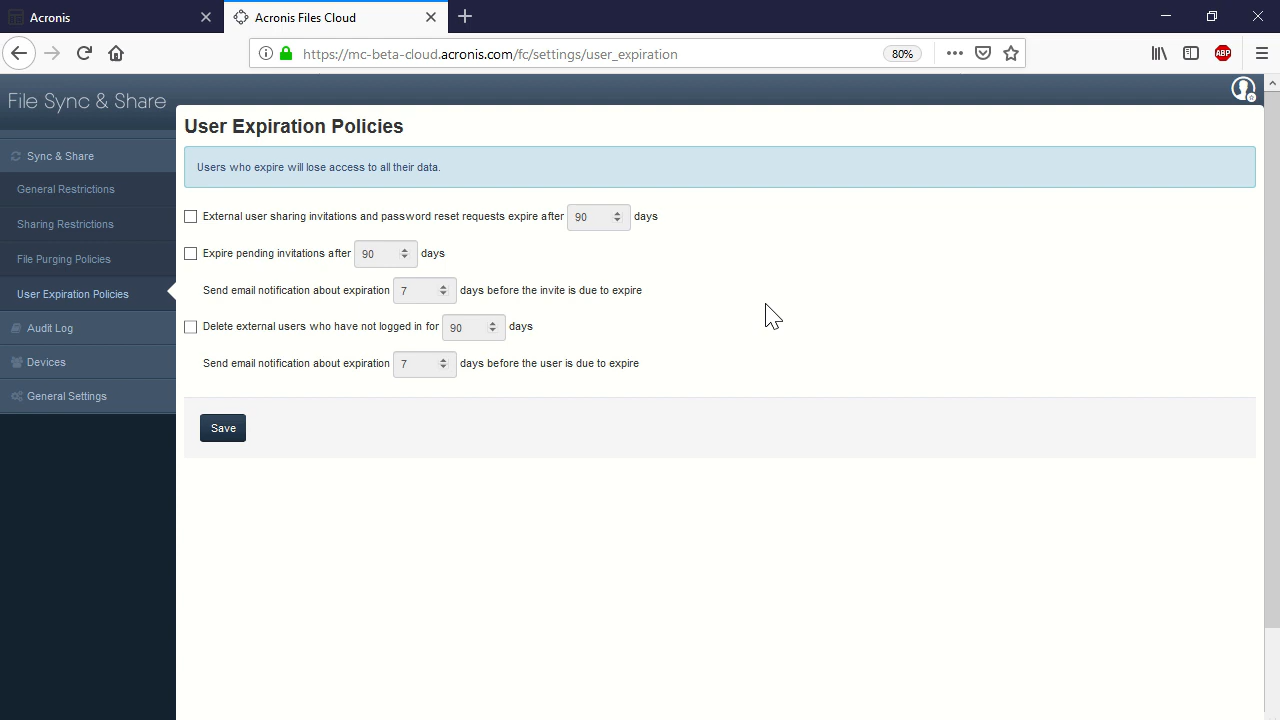 Acronis
Acronis Files Cloud
https://mc-beta-cloud.acronis.com/fc/settings/user_expiration
80%
ABP
File Sync & Share
Sync & Share
General Restrictions
Sharing Restrictions
File Purging Policies
User Expiration Policies
Audit Log
Devices
General Settings
User Expiration Policies
Users who expire will lose access to all their data.
External user sharing invitations and password reset requests expire after 90 days
Expire pending invitations after 90 days
Send email notification about expiration 7 days before the invite is due to expire
Delete external users who have not logged in for 90 days
Send email notification about expiration 7 days before the user is due to expire
Save